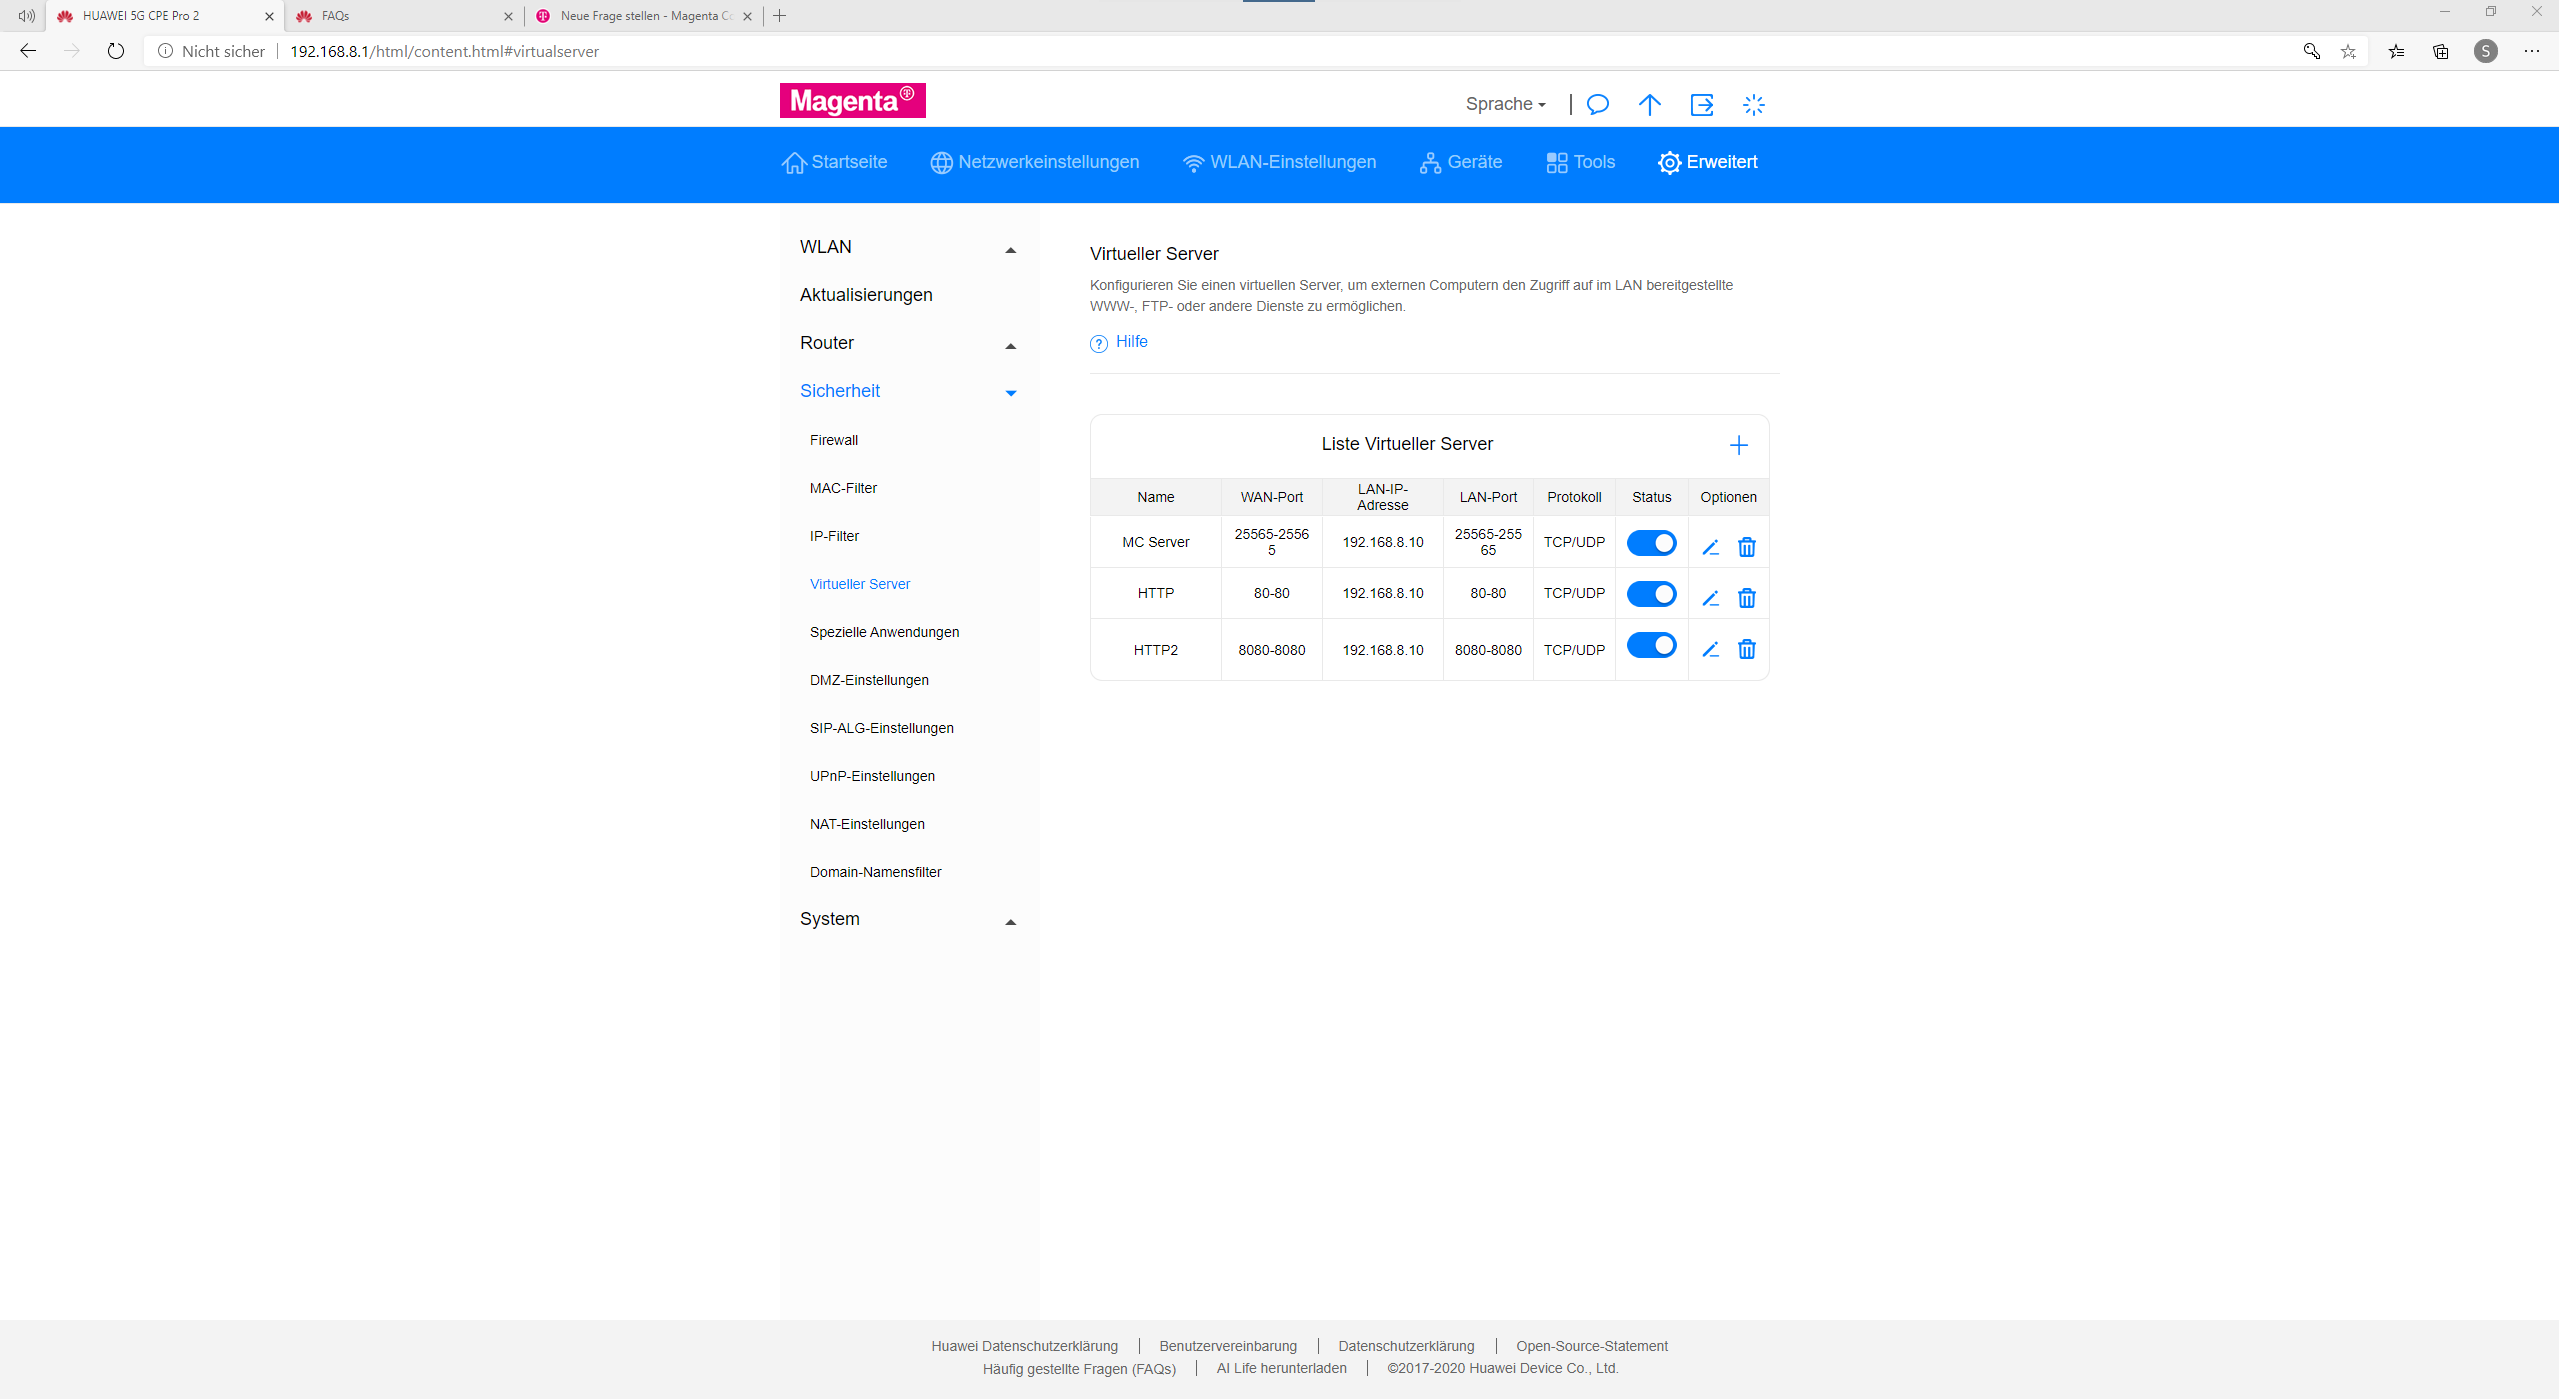 HUAWEI 5G CPE Pro 2
FAQs
Neue Frage stellen - Magenta Co
Nicht sicher
192.168.8.1/html/content.html#virtualserver
S
Magenta
T
Sprache
Startseite
Netzwerkeinstellungen
WLAN-Einstellungen
Geräte
Tools
Erweitert
WLAN
Aktualisierungen
Router
Sicherheit
Firewall
MAC-Filter
IP-Filter
Virtueller Server
Spezielle Anwendungen
DMZ-Einstellungen
SIP-ALG-Einstellungen
UPnP-Einstellungen
NAT-Einstellungen
Domain-Namensfilter
System
Virtueller Server
Konfigurieren Sie einen virtuellen Server, um externen Computern den Zugriff auf im LAN bereitgestellte
WWW-, FTP- oder andere Dienste zu ermöglichen.
? Hilfe
Liste Virtueller Server
Name WAN-Port LAN-IP- LAN-Port Protokoll Status Optionen
Adresse
MC Server 25565-2556 192.168.8.10 25565-255 TCP/UDP
5 65
HTTP 80-80 192.168.8.10 80-80 TCP/UDP
HTTP2 8080-8080 192.168.8.10 8080-8080 TCP/UDP
Huawei Datenschutzerklärung | Benutzervereinbarung | Datenschutzerklärung | Open-Source-Statement
Häufig gestellte Fragen (FAQs) | AI Life herunterladen | ©2017-2020 Huawei Device Co., Ltd.